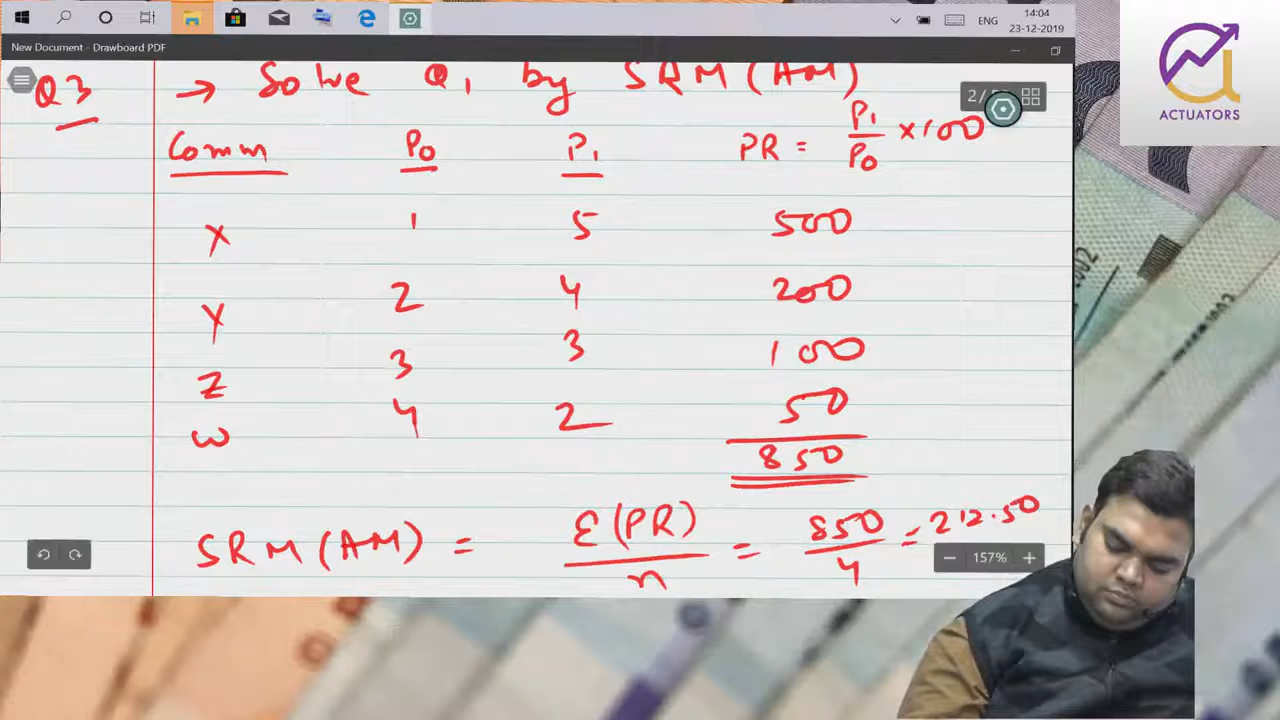 14:04
ENG
23-12-2019
New Document - Drawboard PDF
Q3 → Solve Q1 by SRM (AM)
2 /
Comm P0 P1 PR = P1/P0 × 100
X 1 5 500
Y 2 4 200
Z 3 3 100
W 4 2 50
850
SRM (AM) = Σ(PR)/n = 850/4 = 212.50
157%
ACTUATORS